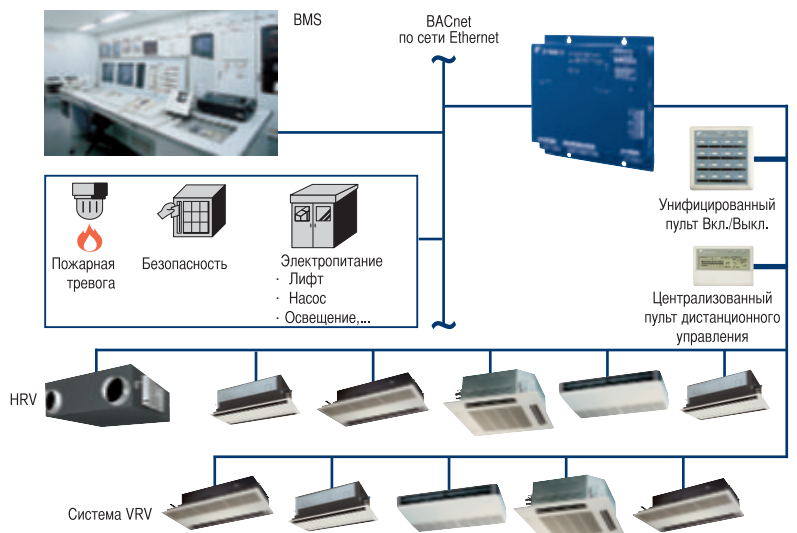 BMS
BACnet
по сети Ethernet
Унифицированный
пульт Вкл./Выкл.
Пожарная
тревога
Безопасность
Электропитание
· Лифт
· Насос
· Освещение,...
Централизованный
пульт дистанционного
управления
HRV
Система VRV